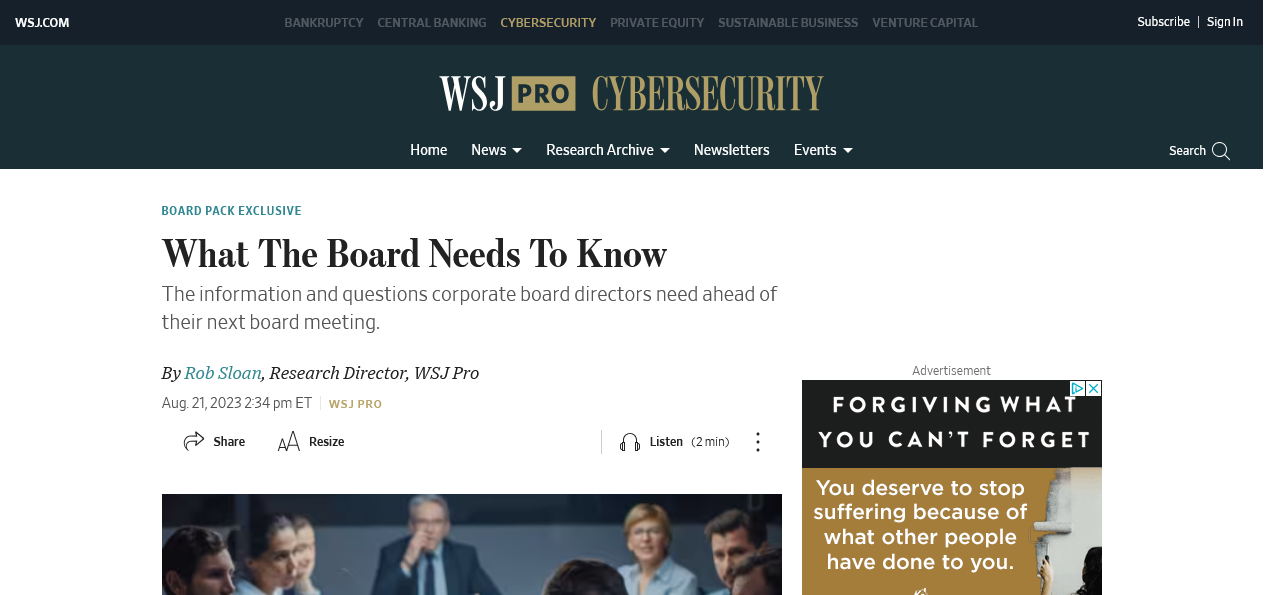 WSJ.COM
BANKRUPTCY CENTRAL BANKING CYBERSECURITY PRIVATE EQUITY SUSTAINABLE BUSINESS VENTURE CAPITAL
Subscribe | Sign In
WSJ PRO CYBERSECURITY
Home News Research Archive Newsletters Events
Search
BOARD PACK EXCLUSIVE
What The Board Needs To Know
The information and questions corporate board directors need ahead of
their next board meeting.
By Rob Sloan, Research Director, WSJ Pro
Aug. 21, 2023 2:34 pm ET | WSJ PRO
Share Resize Listen (2 min)
Advertisement
FORGIVING WHAT
YOU CAN'T FORGET
You deserve to stop
suffering because of
what other people
have done to you.